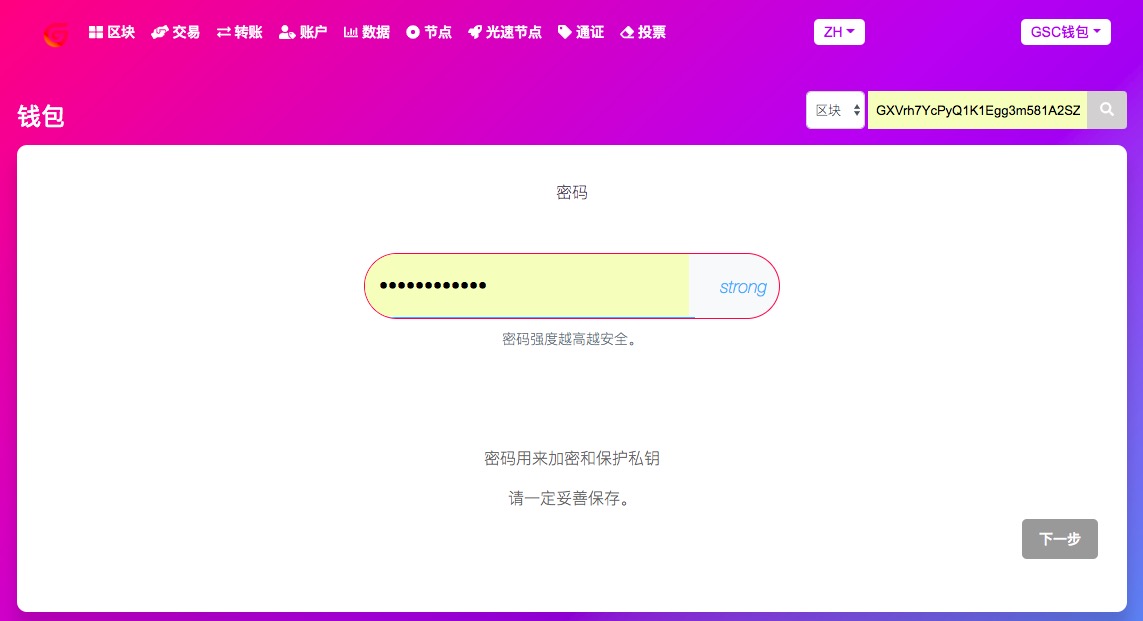 区块 交易 转账 账户 数据 节点 光速节点 通证 投票 ZH GSC钱包
钱包 区块 GXVrh7YcPyQ1K1Egg3m581A2SZ
密码
•••••••••••• strong
密码强度越高越安全。
密码用来加密和保护私钥
请一定妥善保存。
下一步